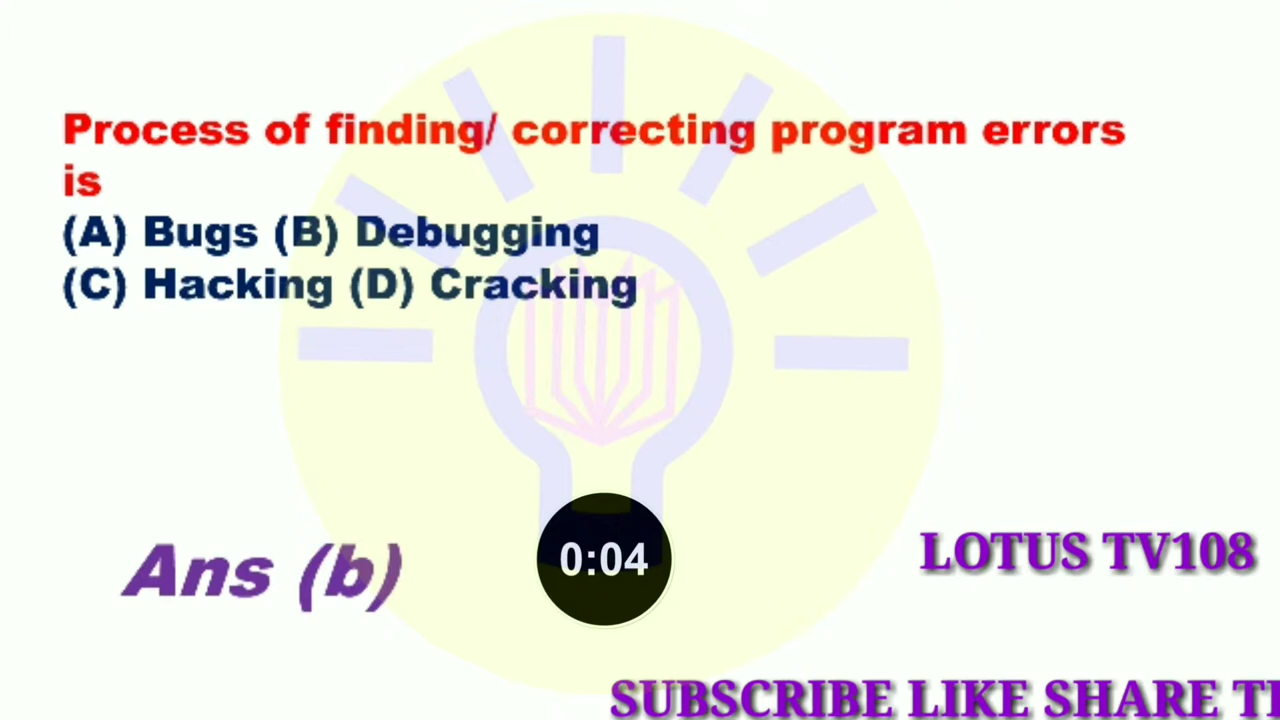 Process of finding/ correcting program errors
is
(A) Bugs (B) Debugging
(C) Hacking (D) Cracking
Ans (b)
0:04
LOTUS TV108
SUBSCRIBE LIKE SHARE